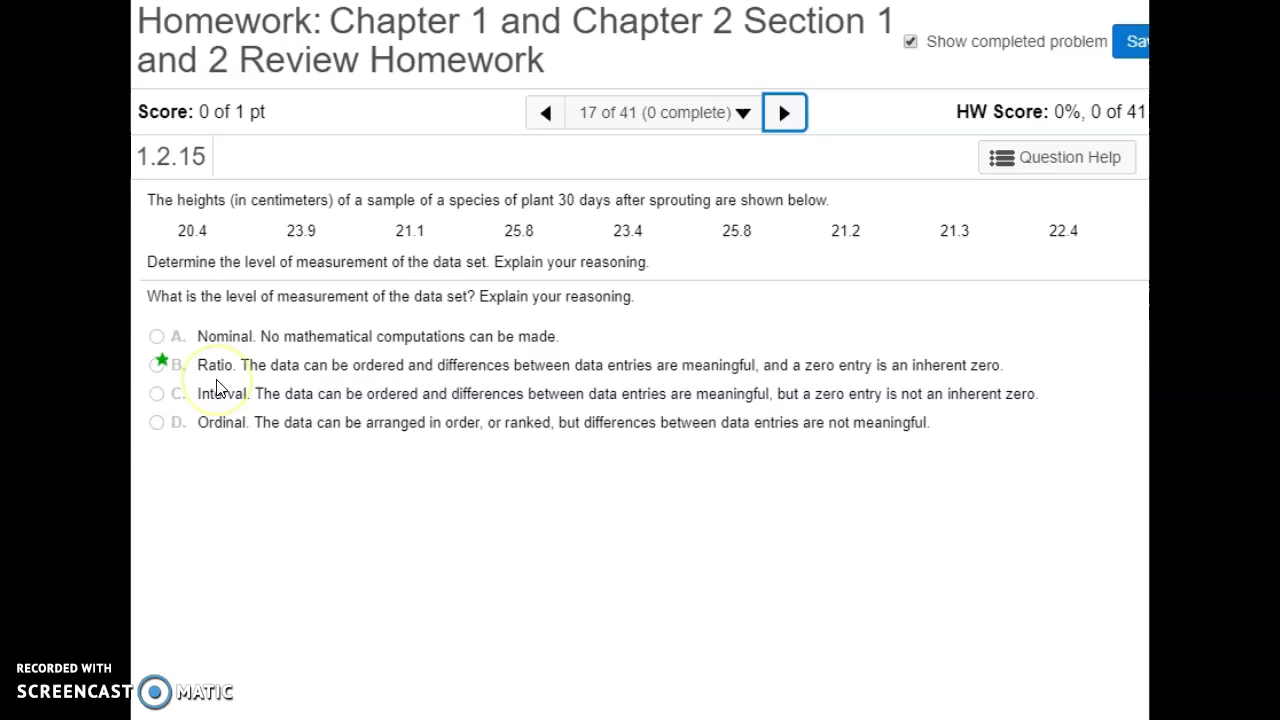 Homework: Chapter 1 and Chapter 2 Section 1
and 2 Review Homework
Show completed problem
Sa
Score: 0 of 1 pt
17 of 41 (0 complete)
HW Score: 0%, 0 of 41
1.2.15
Question Help
The heights (in centimeters) of a sample of a species of plant 30 days after sprouting are shown below.
20.4 23.9 21.1 25.8 23.4 25.8 21.2 21.3 22.4
Determine the level of measurement of the data set. Explain your reasoning.
What is the level of measurement of the data set? Explain your reasoning.
A. Nominal. No mathematical computations can be made.
B. Ratio. The data can be ordered and differences between data entries are meaningful, and a zero entry is an inherent zero.
C. Interval. The data can be ordered and differences between data entries are meaningful, but a zero entry is not an inherent zero.
D. Ordinal. The data can be arranged in order, or ranked, but differences between data entries are not meaningful.
RECORDED WITH
SCREENCAST MATIC